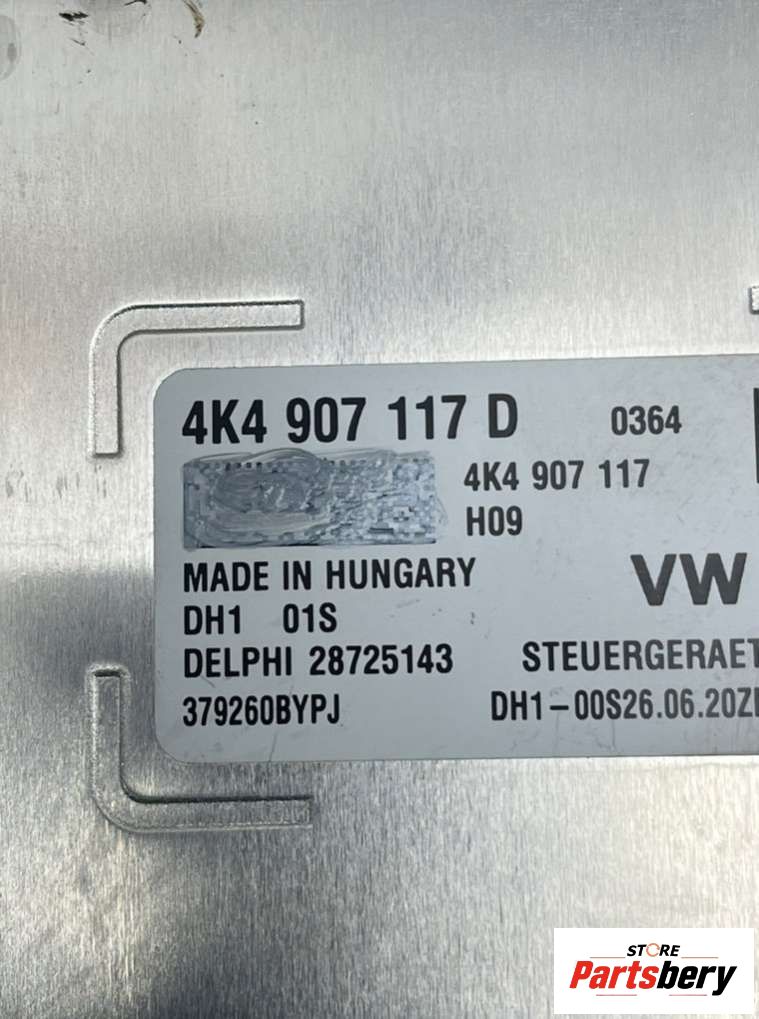 4K4 907 117 D 0364
4K4 907 117
H09
MADE IN HUNGARY
VW
DH1 01S
DELPHI 28725143 STEUERGERAET
379260BYPJ DH1-00S26.06.20Z
STORE
Partsbery